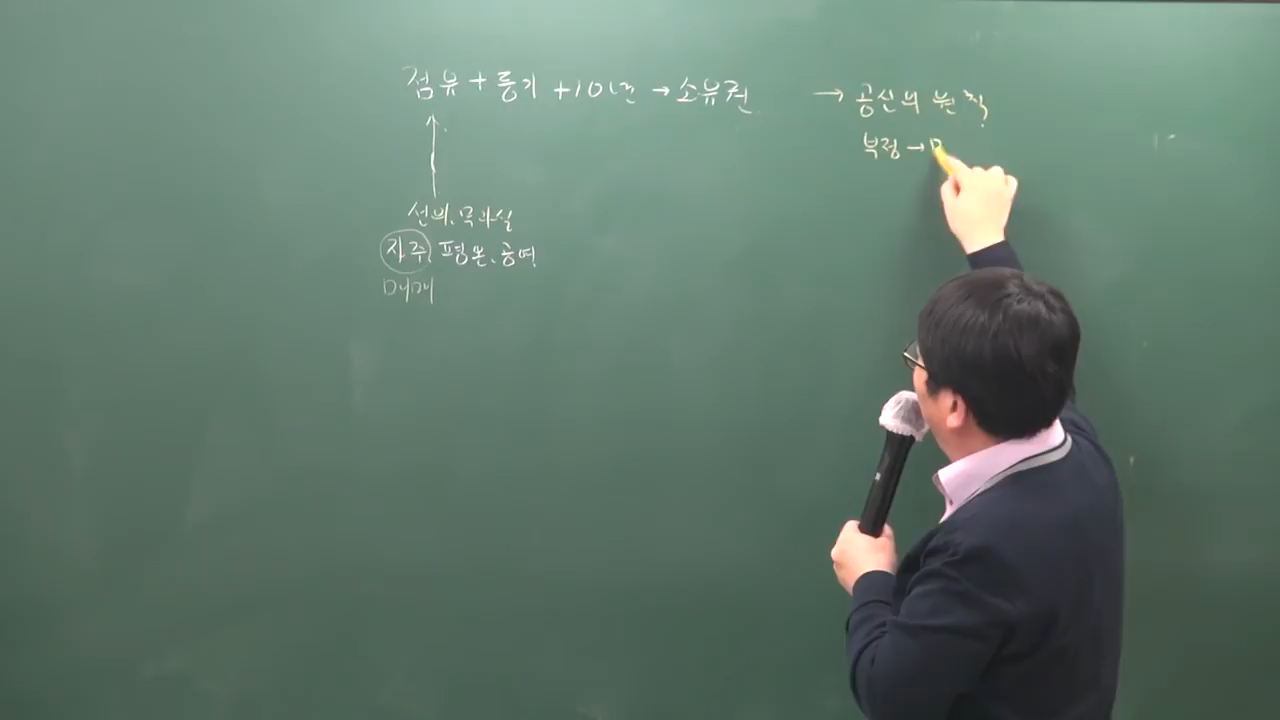 점유 + 등기 + 10년 → 소유권
→ 공신의 원칙
부정 →
↑
선의, 무과실
자주, 평온, 공연
매매